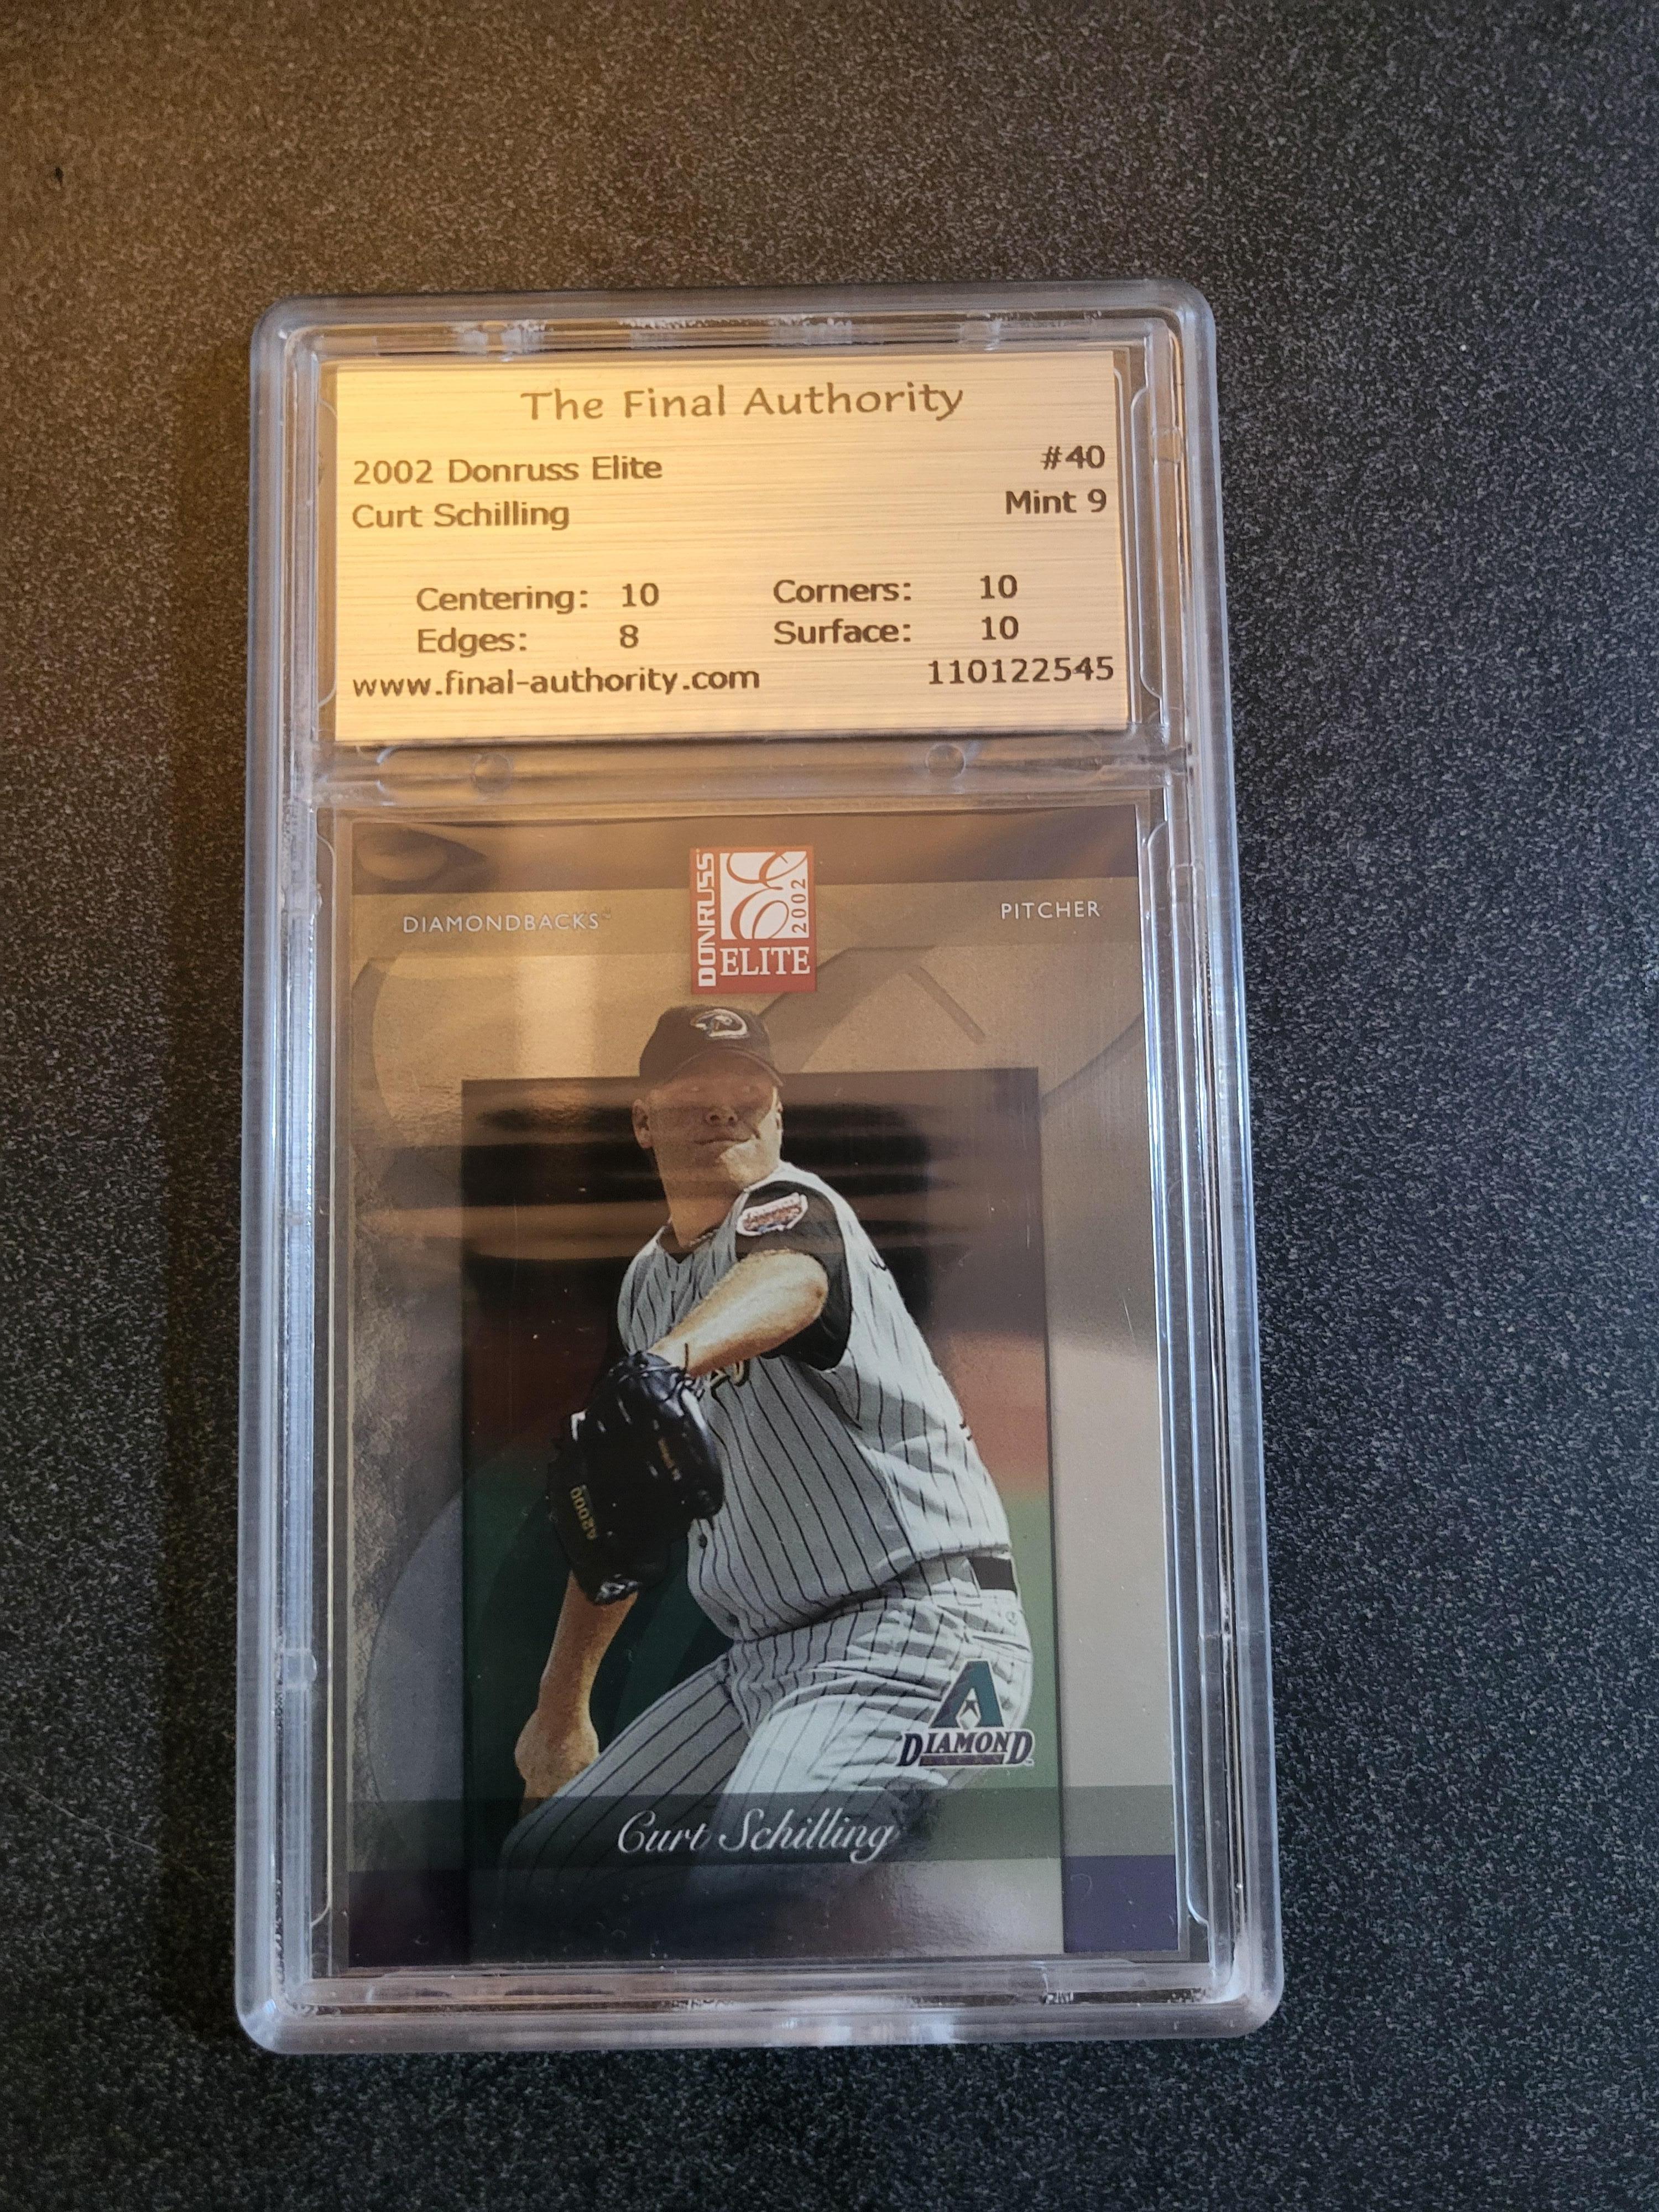 The Final Authority
2002 Donruss Elite #40
Curt Schilling Mint 9
Centering: 10 Corners: 10
Edges: 8 Surface: 10
www.final-authority.com 110122545
DONRUSS
2002
ELITE
DIAMONDBACKS
PITCHER
A2000
A
DIAMOND
Curt Schilling